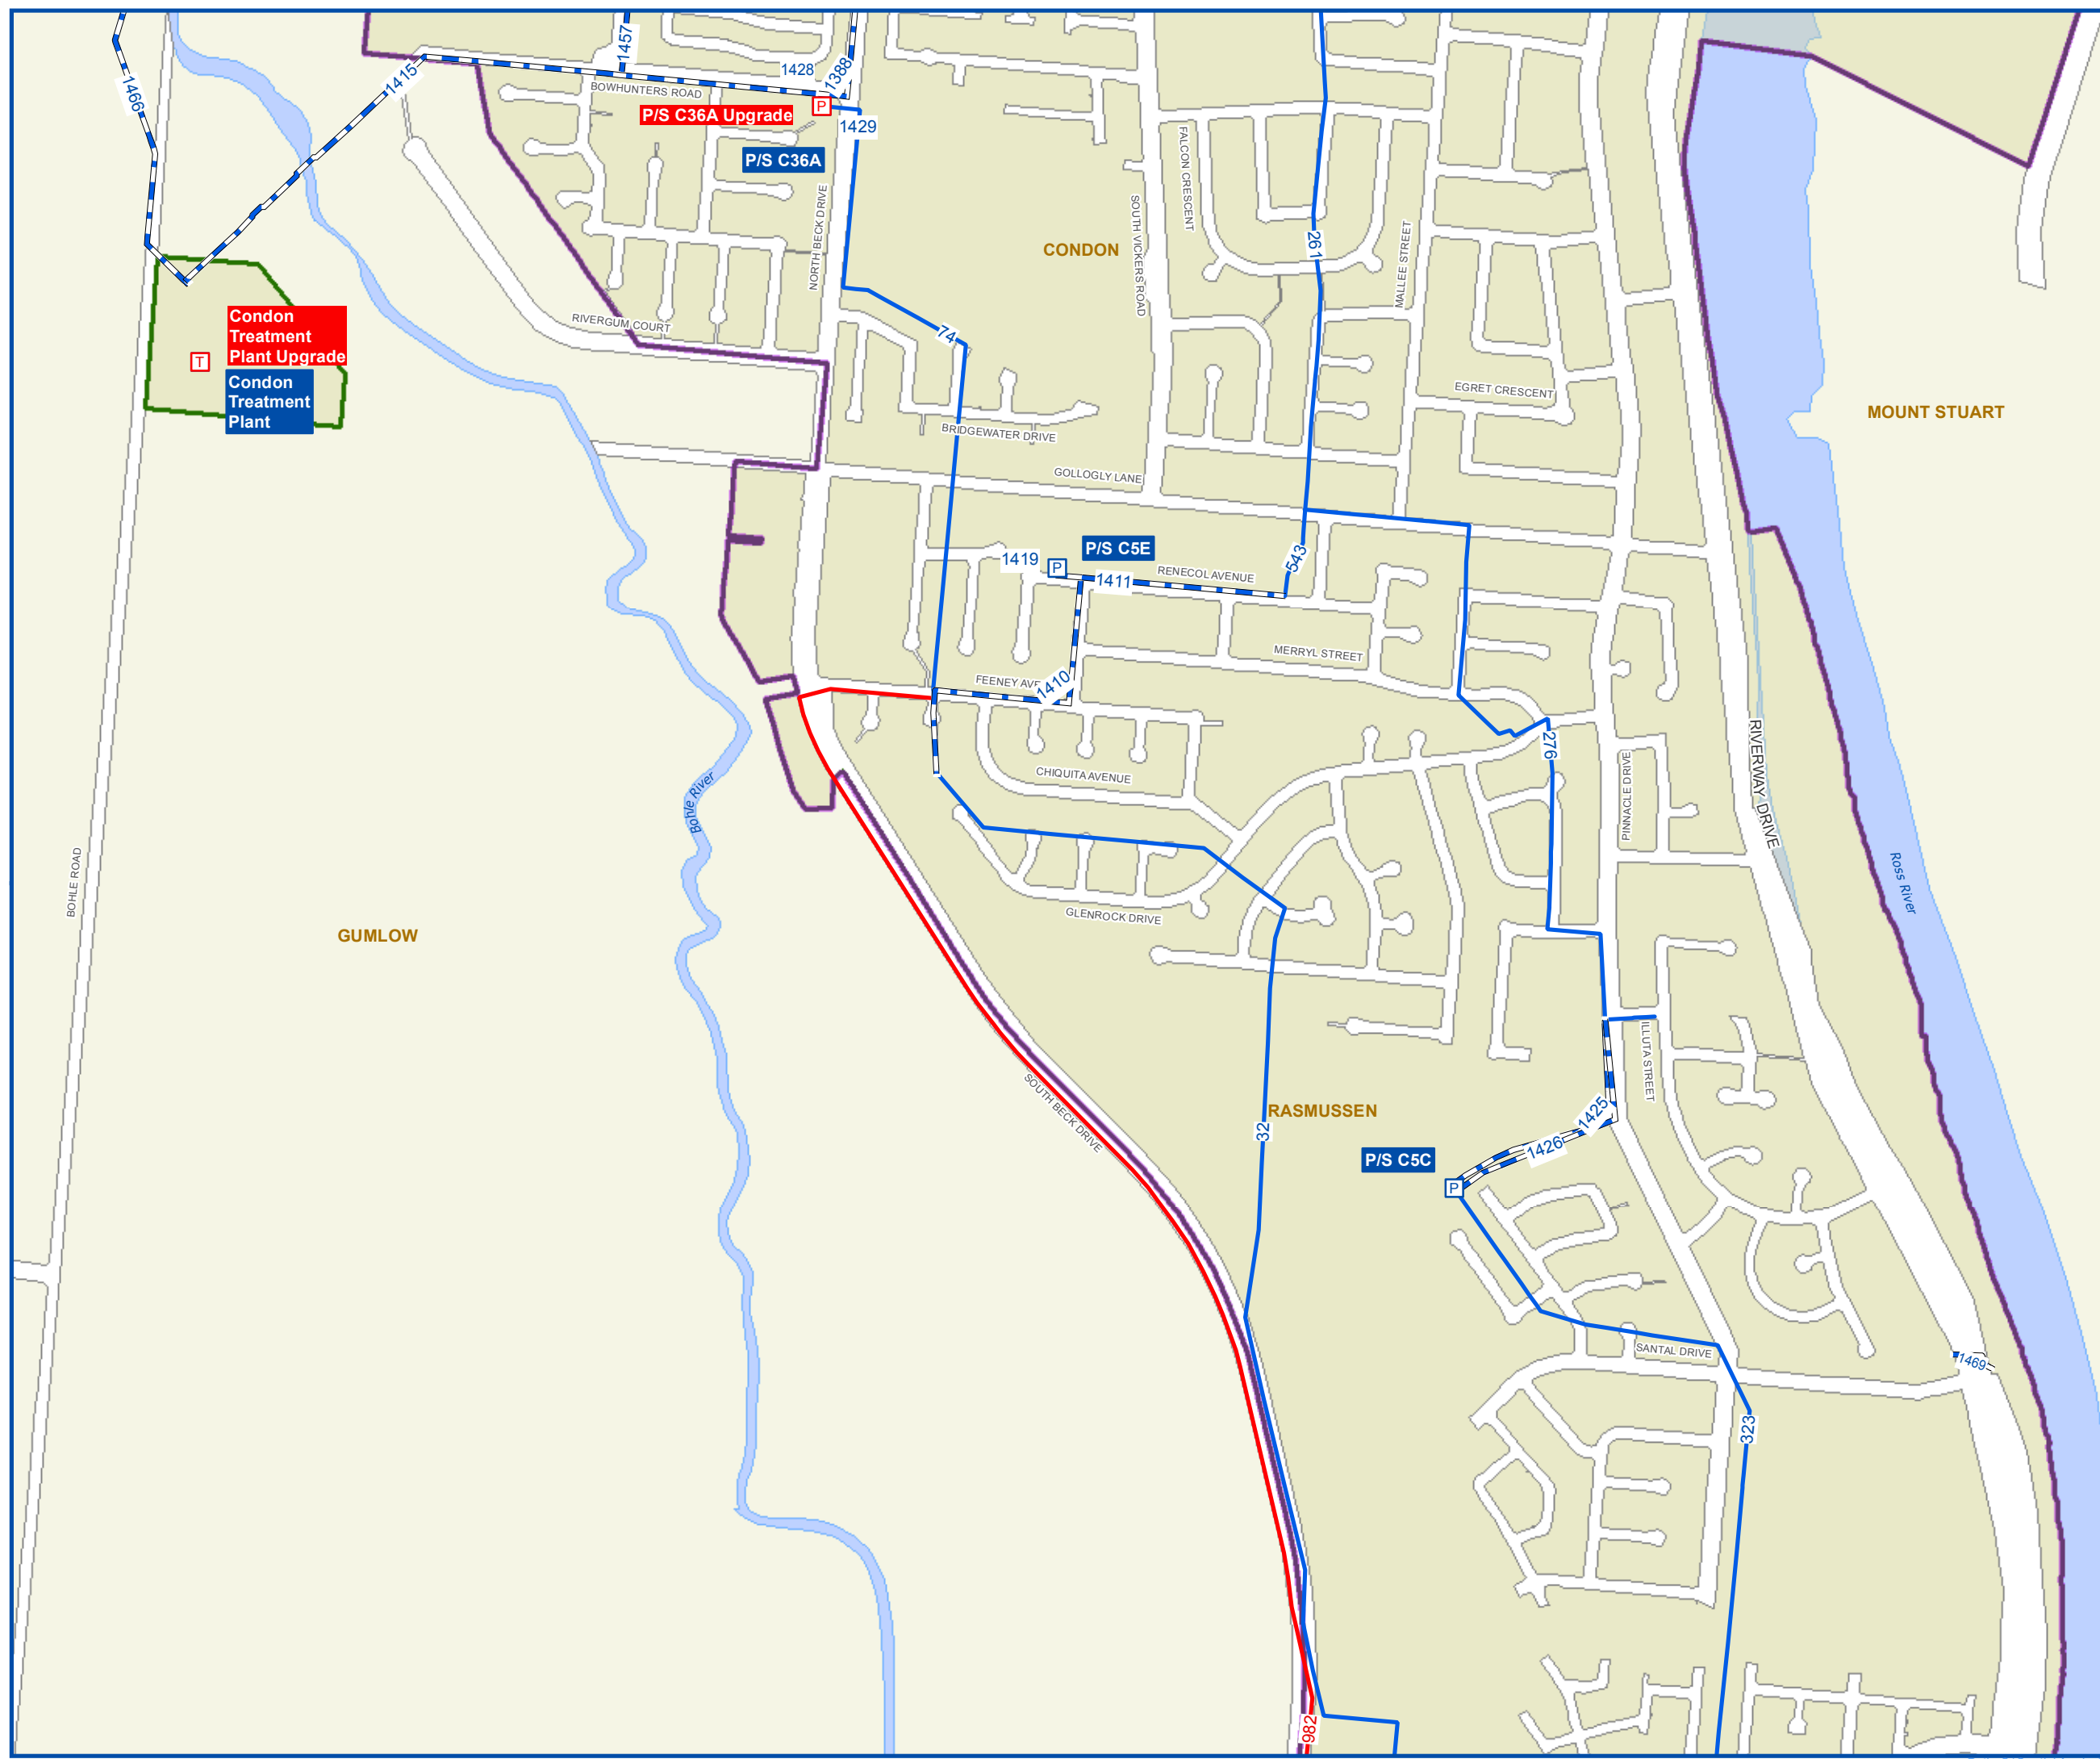 1457
1466
1415
1428
1388
BOWHUNTERS ROAD
P/S C36A Upgrade
P
1429
P/S C36A
FALCON CRESCENT
NORTH BECK DRIVE
SOUTH VICKERS ROAD
CONDON
261
MALLEE STREET
Condon
Treatment
Plant Upgrade
T
Condon
Treatment
Plant
RIVERGUM COURT
74
EGRET CRESCENT
MOUNT STUART
BRIDGEWATER DRIVE
GOLLOGLY LANE
P/S C5E
1419
P
1411
RENECOL AVENUE
543
MERRYL STREET
FEENEY AVE
1410
276
RIVERWAY DRIVE
CHIQUITA AVENUE
PINNACLE DRIVE
Bohle River
BOHLE ROAD
Ross River
GLENROCK DRIVE
GUMLOW
SOUTH BECK DRIVE
ILLUTA STREET
RASMUSSEN
32
1425
1426
P/S C5C
P
SANTAL DRIVE
1469
323
982